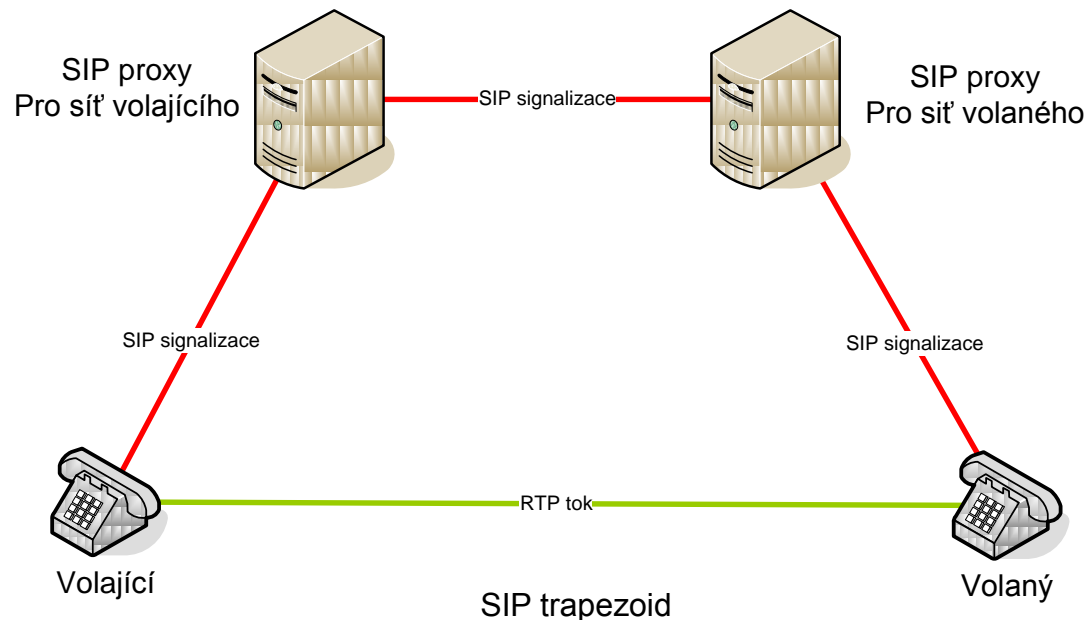 SIP proxy
Pro síť volajícího
SIP signalizace
SIP proxy
Pro siť volaného
SIP signalizace
SIP signalizace
RTP tok
Volající
Volaný
SIP trapezoid